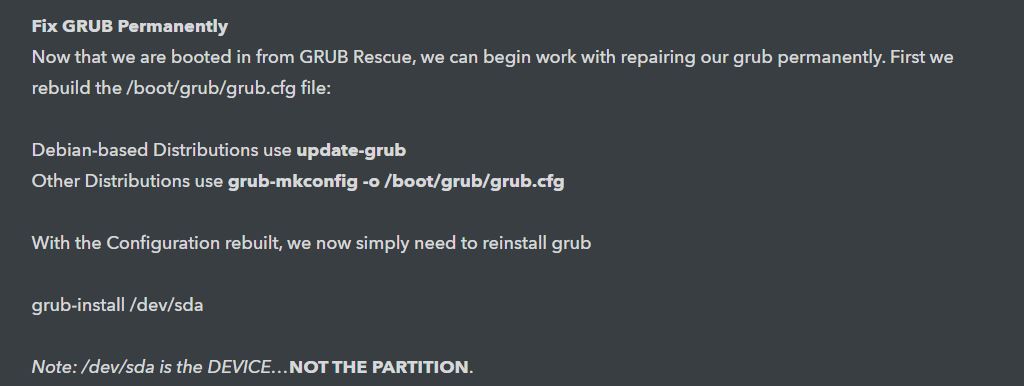 Fix GRUB Permanently
Now that we are booted in from GRUB Rescue, we can begin work with repairing our grub permanently. First we
rebuild the /boot/grub/grub.cfg file:
Debian-based Distributions use update-grub
Other Distributions use grub-mkconfig -o /boot/grub/grub.cfg
With the Configuration rebuilt, we now simply need to reinstall grub
grub-install /dev/sda
Note: /dev/sda is the DEVICE…NOT THE PARTITION.